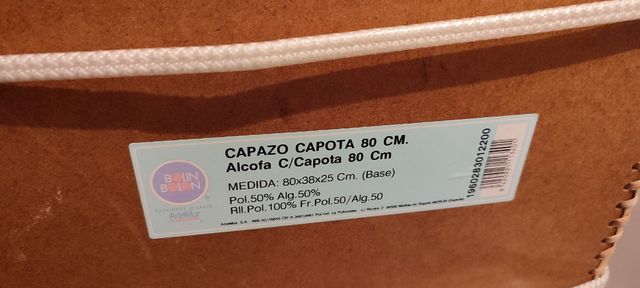 CAPAZO CAPOTA 80 CM.
Alcofa C/Capota 80 Cm
MEDIDA: 80x38x25 Cm. (Base)
Pol.50% Alg.50%
Rll.Pol.100% Fr.Pol.50/Alg.50
BOLIN
BOLON
ArteMur
1960283012200